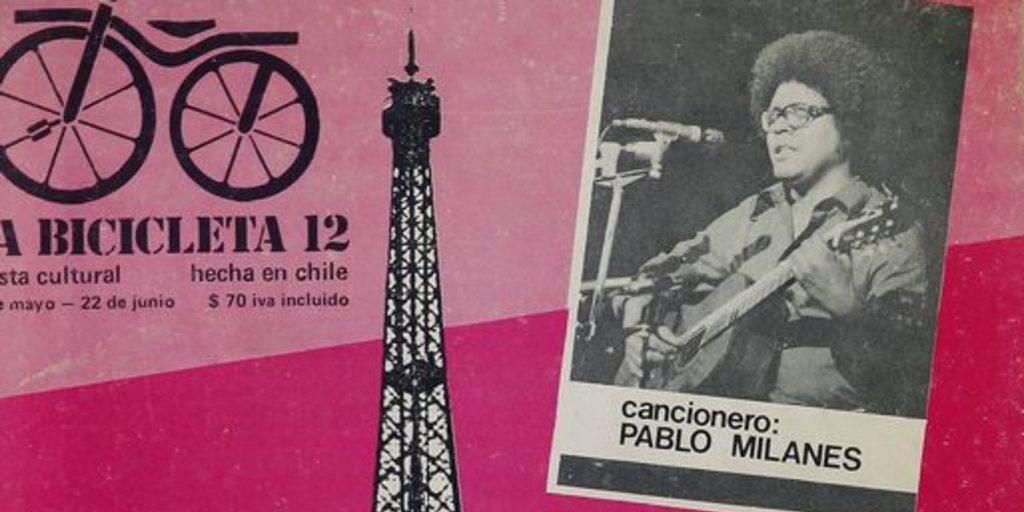 A BICICLETA 12
sta cultural hecha en chile
mayo — 22 de junio $ 70 iva incluido
cancionero:
PABLO MILANES